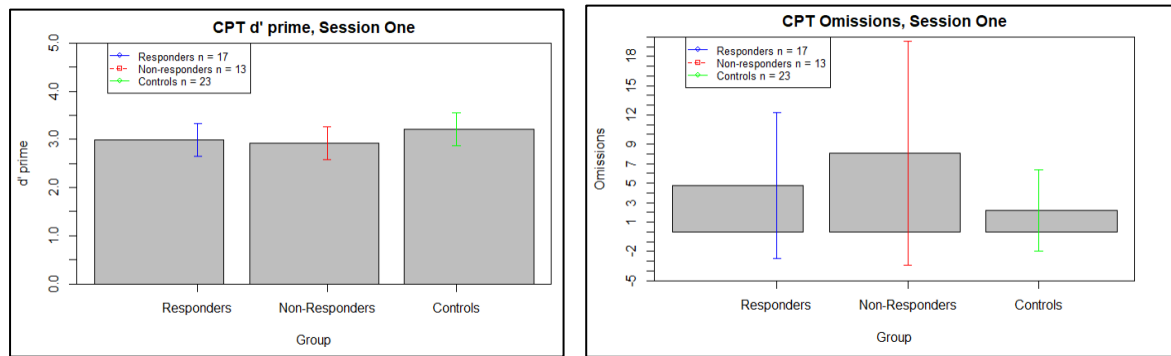 CPT d' prime, Session One
5.0
4.0
3.0
2.0
1.0
0.0
d' prime
Responders n = 17
Non-responders n = 13
Controls n = 23
Responders
Non-Responders
Controls
Group
CPT Omissions, Session One
18
15
12
9
7
5
3
1
-2
-5
Omissions
Responders n = 17
Non-responders n = 13
Controls n = 23
Responders
Non-Responders
Controls
Group